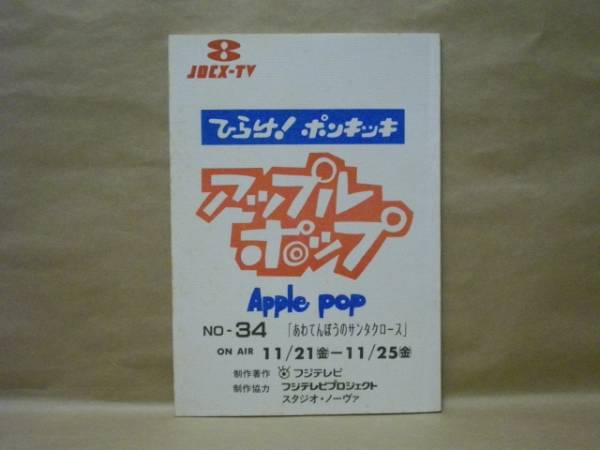 8
JOCX-TV
ひらけ!ポンキッキ
アップル
ポップ
Apple pop
NO-34 「あわてんぼうのサンタクロース」
ON AIR 11/21㊎ー11/25㊎
制作著作 フジテレビ
制作協力 フジテレビプロジェクト
スタジオ・ノーヴァ